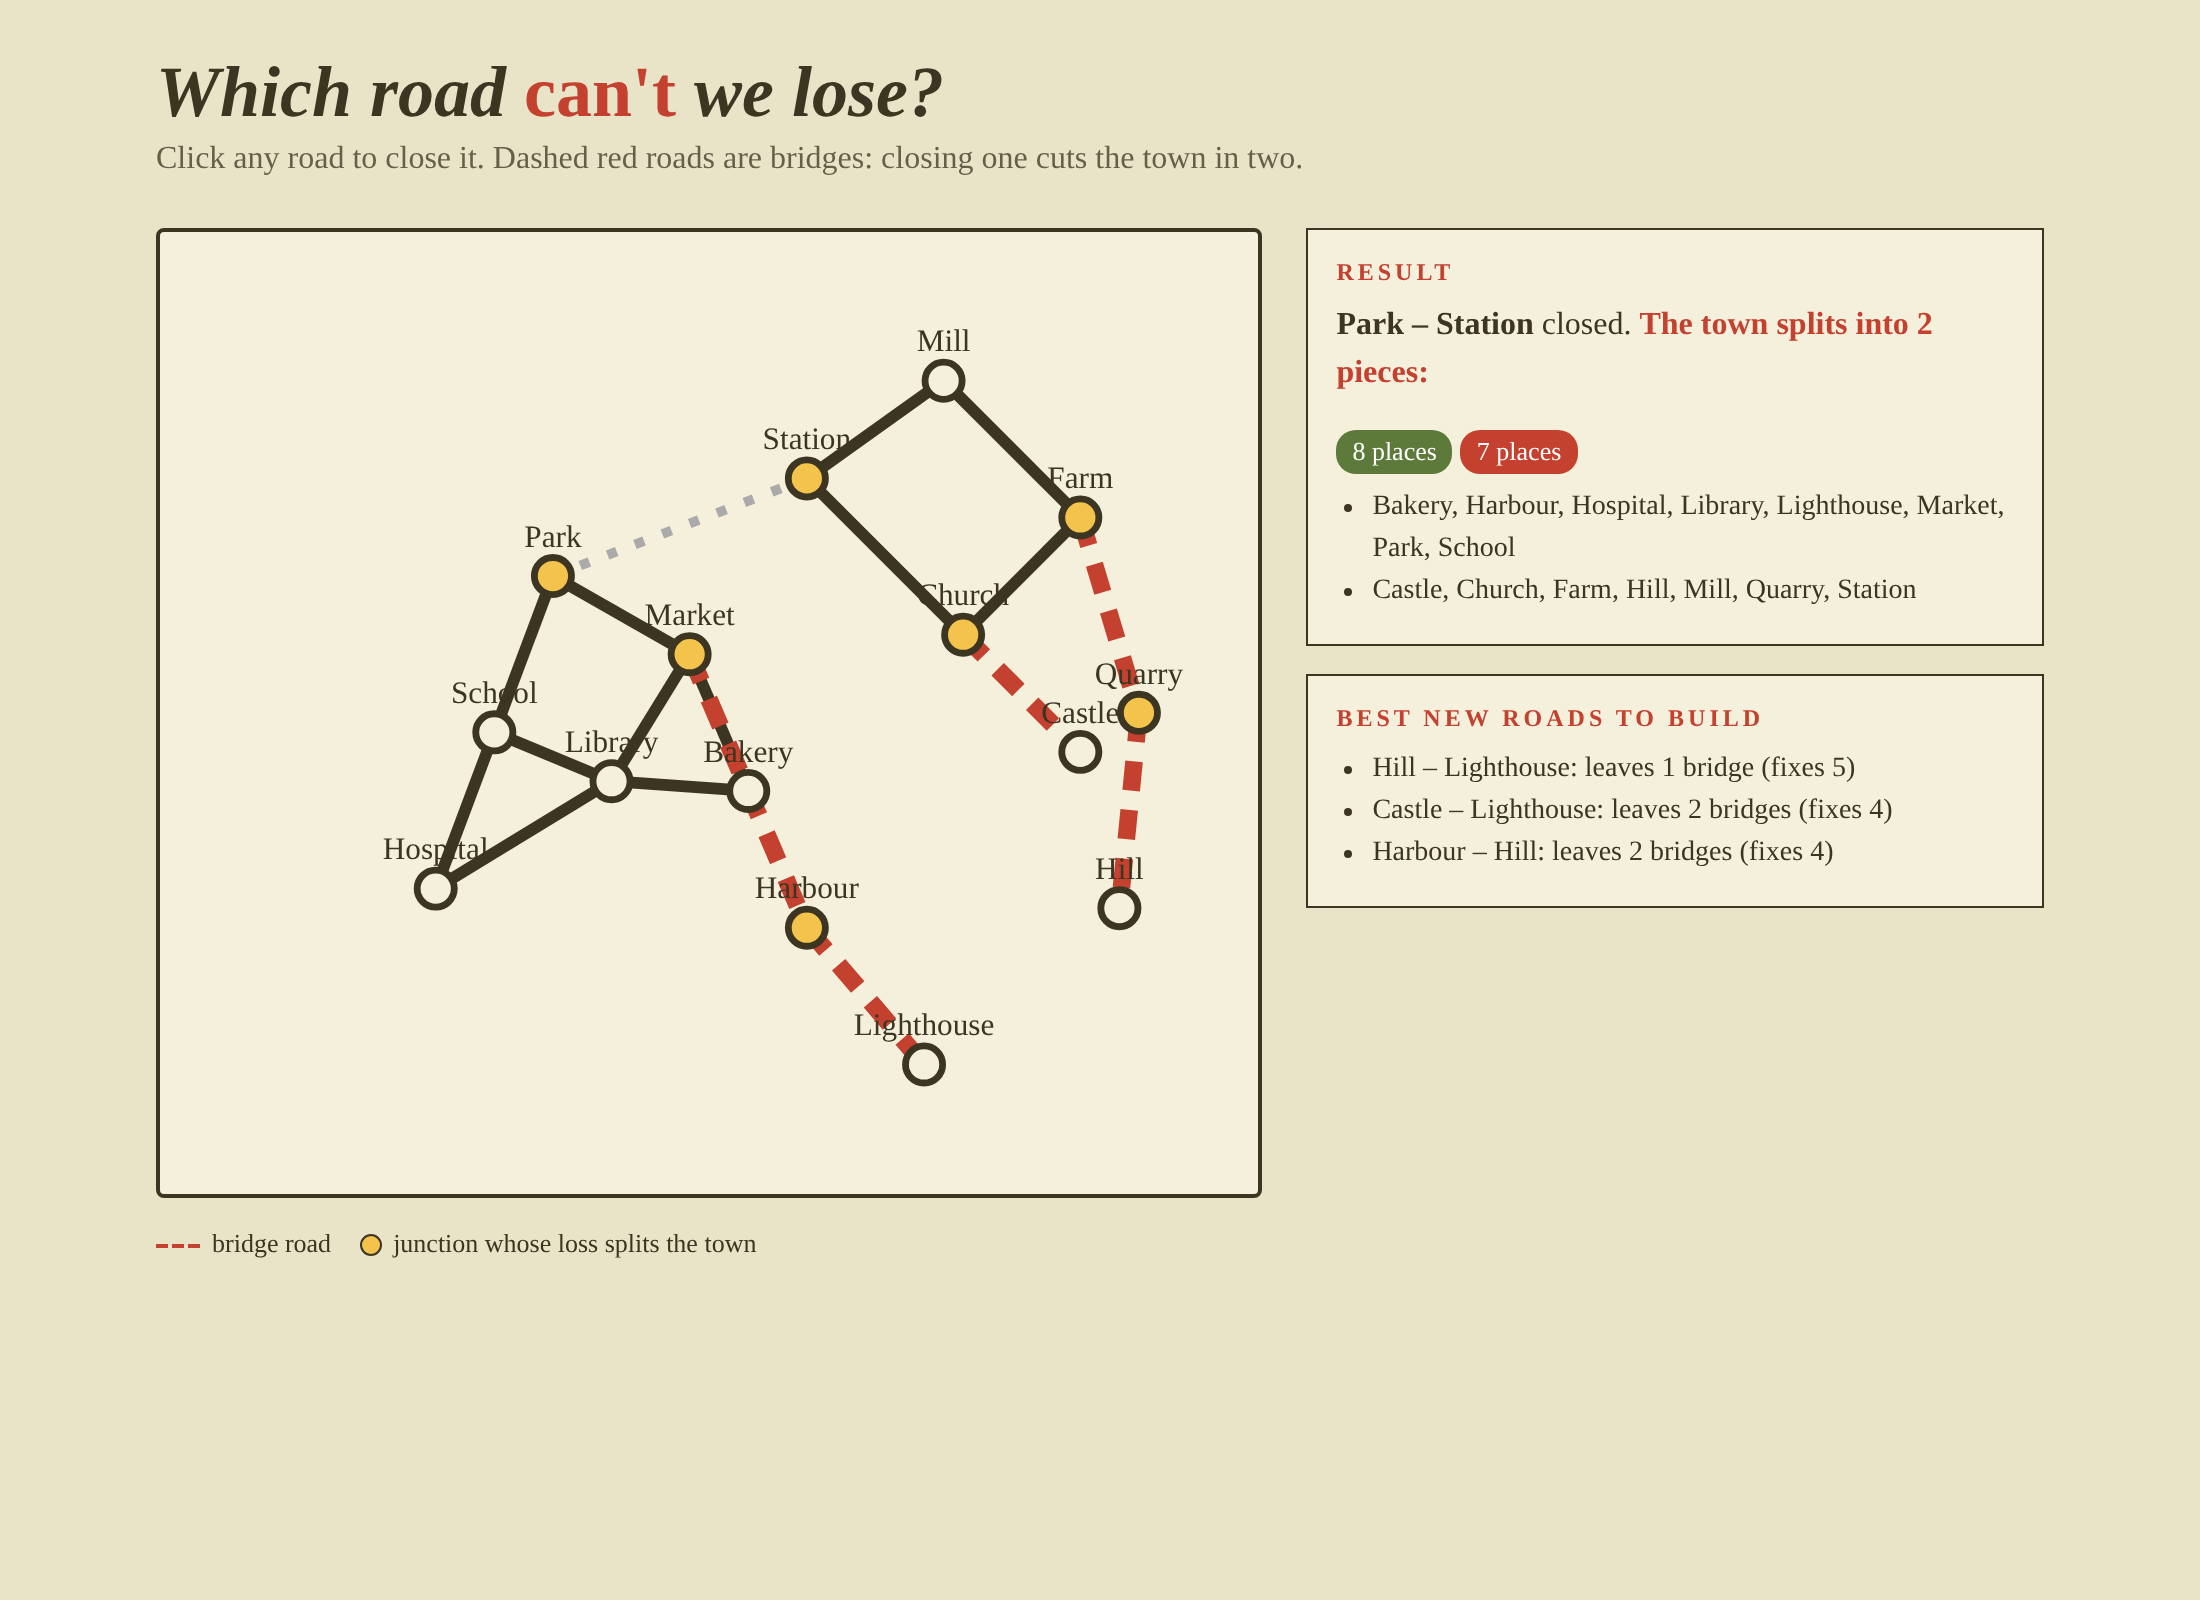 Which road can't we lose?
Click any road to close it. Dashed red roads are bridges: closing one cuts the town in two.
Mill
Station
Farm
Park
Church
Market
Quarry
School
Castle
Library
Bakery
Hospital
Hill
Harbour
Lighthouse
bridge road
junction whose loss splits the town
RESULT
Park – Station closed. The town splits into 2
pieces:
8 places 7 places
Bakery, Harbour, Hospital, Library, Lighthouse, Market,
Park, School
Castle, Church, Farm, Hill, Mill, Quarry, Station
BEST NEW ROADS TO BUILD
Hill – Lighthouse: leaves 1 bridge (fixes 5)
Castle – Lighthouse: leaves 2 bridges (fixes 4)
Harbour – Hill: leaves 2 bridges (fixes 4)